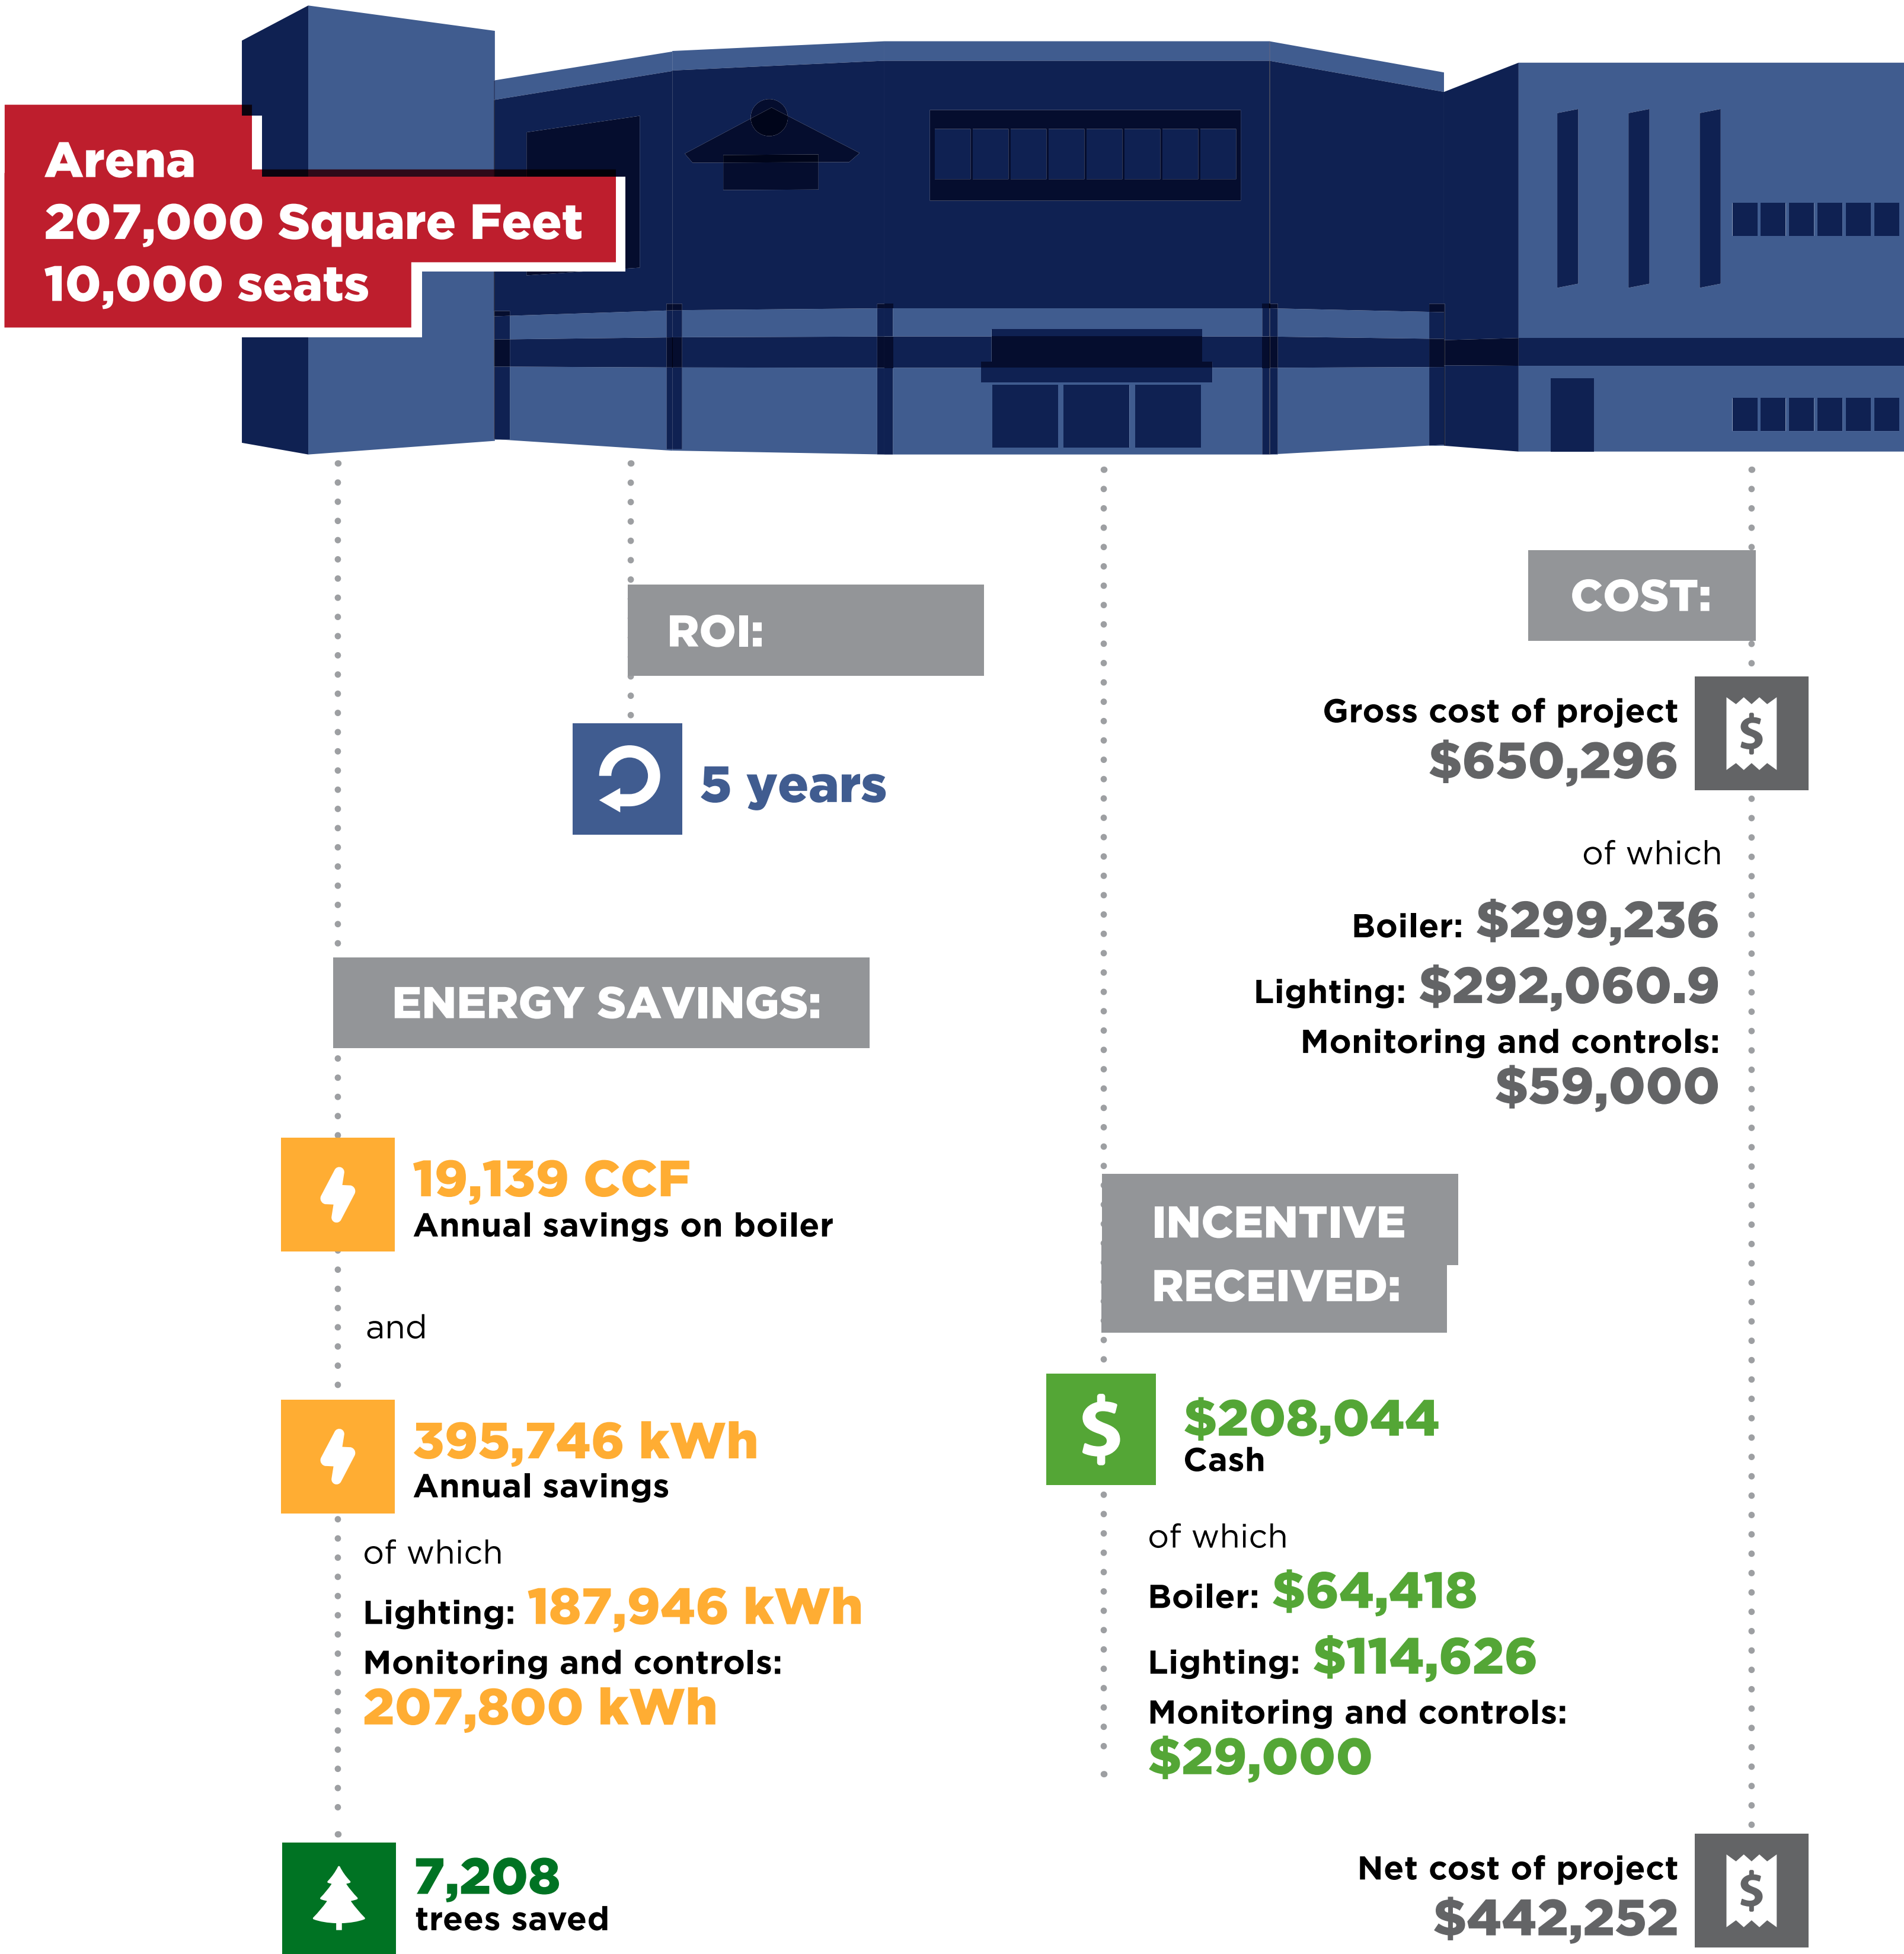 Arena
207,000 Square Feet
10,000 seats
ROI:
5 years
ENERGY SAVINGS:
19,139 CCF
Annual savings on boiler
and
395,746 kWh
Annual savings
of which
Lighting: 187,946 kWh
Monitoring and controls:
207,800 kWh
7,208
trees saved
COST:
Gross cost of project
$650,296
$
of which
Boiler: $299,236
Lighting: $292,060.9
Monitoring and controls:
$59,000
INCENTIVE
RECEIVED:
$
$208,044
Cash
of which
Boiler: $64,418
Lighting: $114,626
Monitoring and controls:
$29,000
Net cost of project
$442,252
$